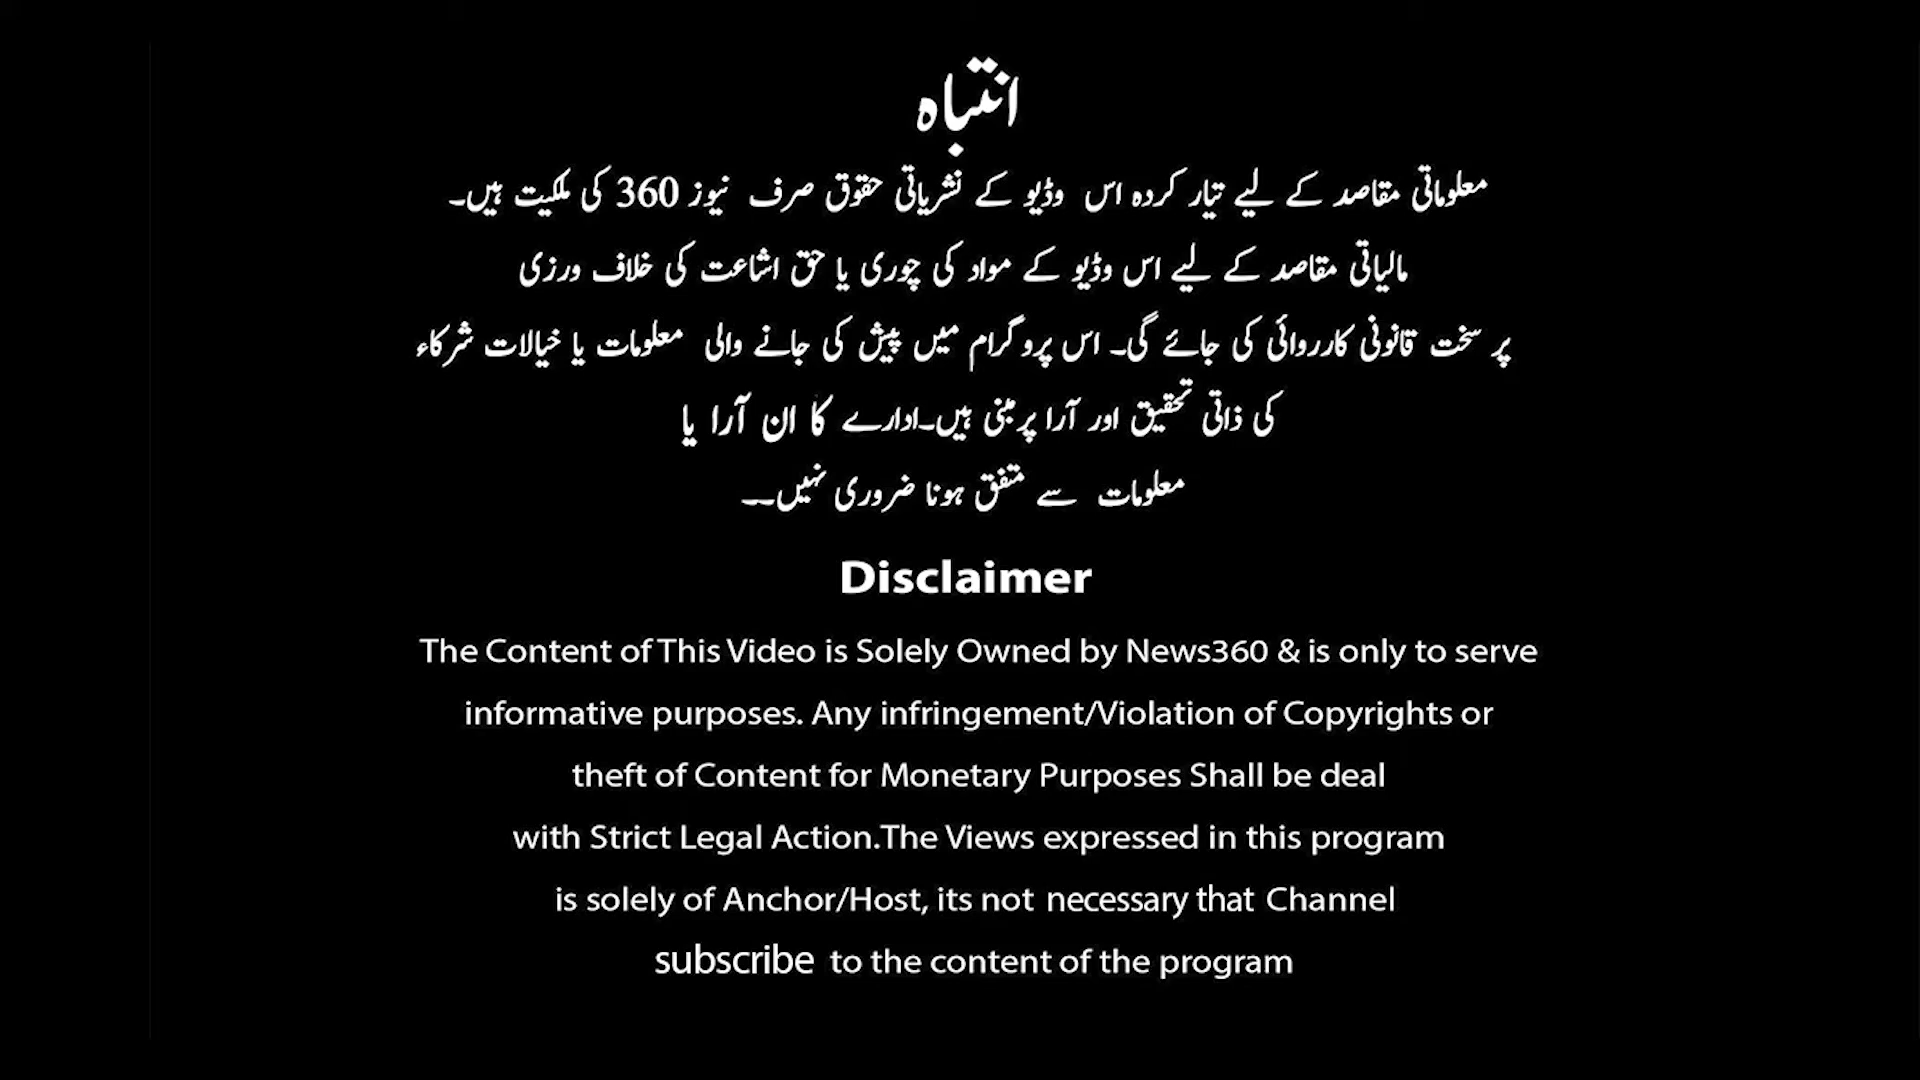 انتباہ
معلوماتی مقاصد کے لیے تیار کردہ اس وڈیو کے نشریاتی حقوق صرف نیوز 360 کی ملکیت ہیں۔
مالیاتی مقاصد کے لیے اس وڈیو کے مواد کی چوری یا حق اشاعت کی خلاف ورزی
پر سخت قانونی کارروائی کی جائے گی۔ اس پروگرام میں پیش کی جانے والی معلومات یا خیالات شرکاء
کی ذاتی تحقیق اور آرا پر مبنی ہیں۔ادارے کا ان آرا یا
معلومات سے متفق ہونا ضروری نہیں۔۔
Disclaimer
The Content of This Video is Solely Owned by News360 & is only to serve
informative purposes. Any infringement/Violation of Copyrights or
theft of Content for Monetary Purposes Shall be deal
with Strict Legal Action.The Views expressed in this program
is solely of Anchor/Host, its not necessary that Channel
subscribe to the content of the program